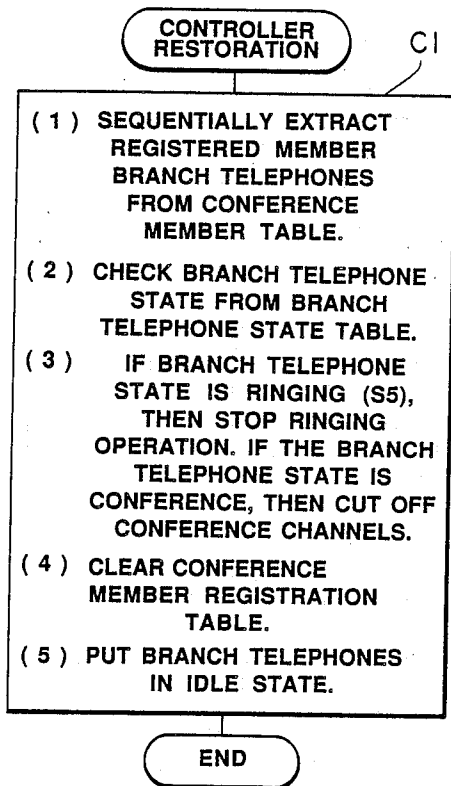 CONTROLLER
RESTORATION
C1
(1) SEQUENTIALLY EXTRACT
REGISTERED MEMBER
BRANCH TELEPHONES
FROM CONFERENCE
MEMBER TABLE.
(2) CHECK BRANCH TELEPHONE
STATE FROM BRANCH
TELEPHONE STATE TABLE.
(3) IF BRANCH TELEPHONE
STATE IS RINGING (S5),
THEN STOP RINGING
OPERATION. IF THE BRANCH
TELEPHONE STATE IS
CONFERENCE, THEN CUT OFF
CONFERENCE CHANNELS.
(4) CLEAR CONFERENCE
MEMBER REGISTRATION
TABLE.
(5) PUT BRANCH TELEPHONES
IN IDLE STATE.
END